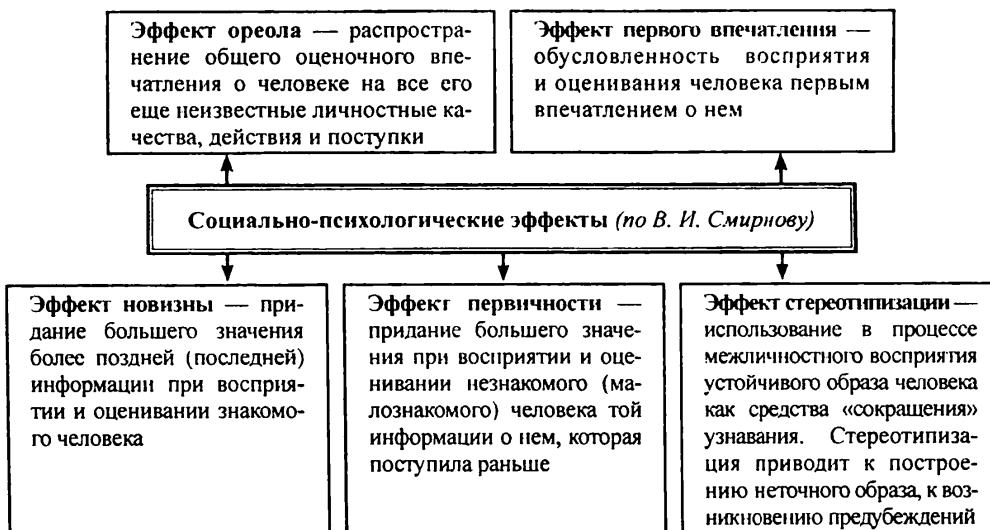 Эффект ореола — распростра-
нение общего оценочного впе-
чатления о человеке на все его
еще неизвестные личностные ка-
чества, действия и поступки
Эффект первого впечатления —
обусловленность восприятия
и оценивания человека первым
впечатлением о нем
Социально-психологические эффекты (по В. И. Смирнову)
Эффект новизны — при-
дание большего значения
более поздней (последней)
информации при восприя-
тии и оценивании знакомо-
го человека
Эффект первичности —
придание большего значе-
ния при восприятии и оце-
нивании незнакомого (ма-
лознакомого) человека той
информации о нем, которая
поступила раньше
Эффект стереотипизации —
использование в процессе
межличностного восприятия
устойчивого образа человека
как средства «сокращения»
узнавания. Стереотипиза-
ция приводит к построе-
нию неточного образа, к воз-
никновению предубеждений